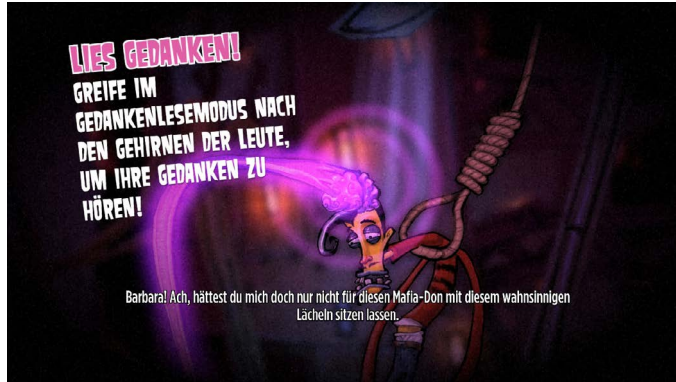 LIES GEDANKEN!
GREIFE IM
GEDANKENLESEMODUS NACH
DEN GEHIRNEN DER LEUTE,
UM IHRE GEDANKEN ZU
HÖREN!
Barbara! Ach, hättest du mich doch nur nicht für diesen Mafia-Don mit diesem wahnsinnigen
Lächeln sitzen lassen.